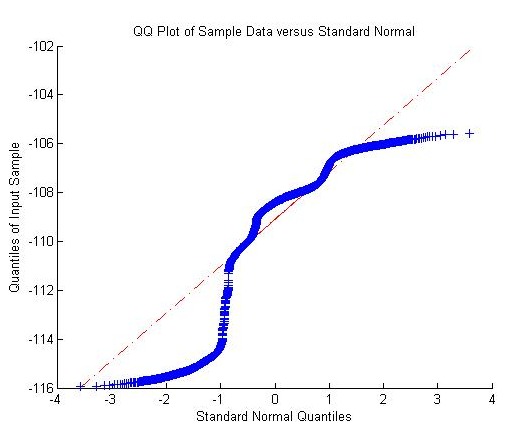 QQ Plot of Sample Data versus Standard Normal
-102
-104
-106
-108
-110
-112
-114
-116
Quantiles of Input Sample
-4 -3 -2 -1 0 1 2 3 4
Standard Normal Quantiles